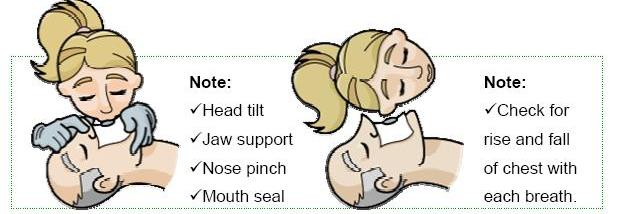 Note:
✓Head tilt
✓Jaw support
✓Nose pinch
✓Mouth seal
Note:
✓Check for
rise and fall
of chest with
each breath.